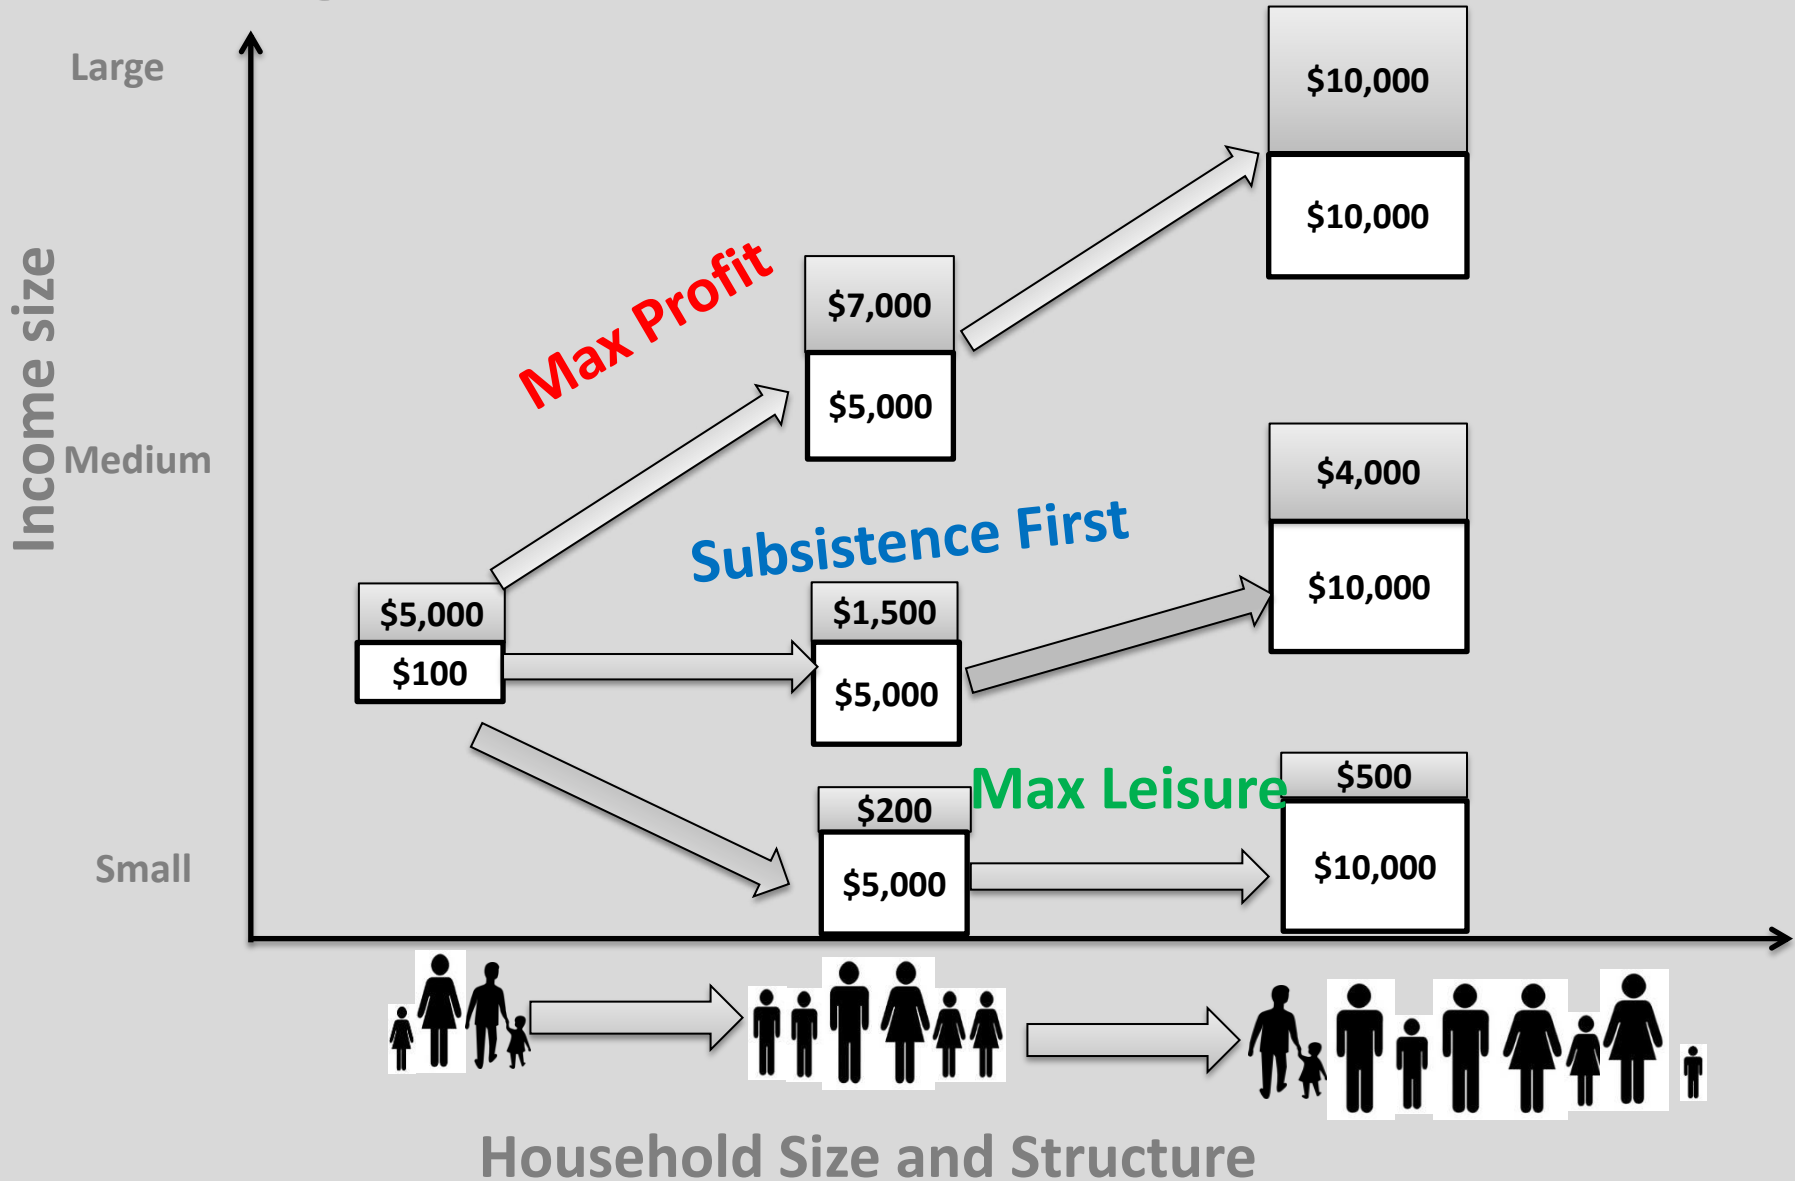 Large
$10,000
$10,000
Max Profit
$7,000
$5,000
Income size
Medium
$4,000
$10,000
Subsistence First
$5,000
$100
$1,500
$5,000
Max Leisure
$500
$10,000
$200
$5,000
Small
Household Size and Structure